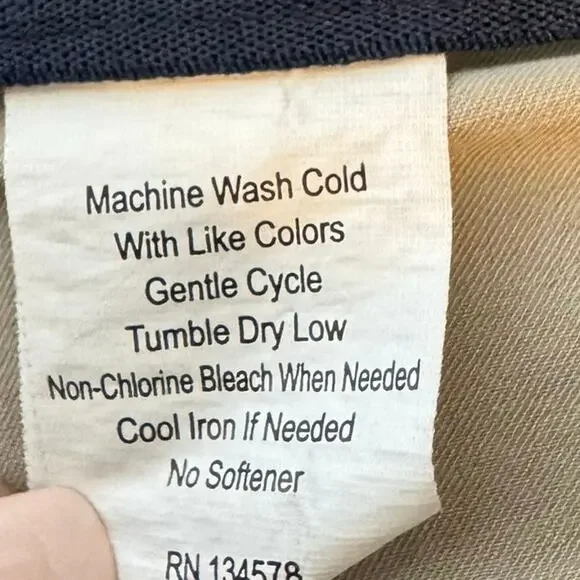 Machine Wash Cold
With Like Colors
Gentle Cycle
Tumble Dry Low
Non-Chlorine Bleach When Needed
Cool Iron If Needed
No Softener
RN 134578